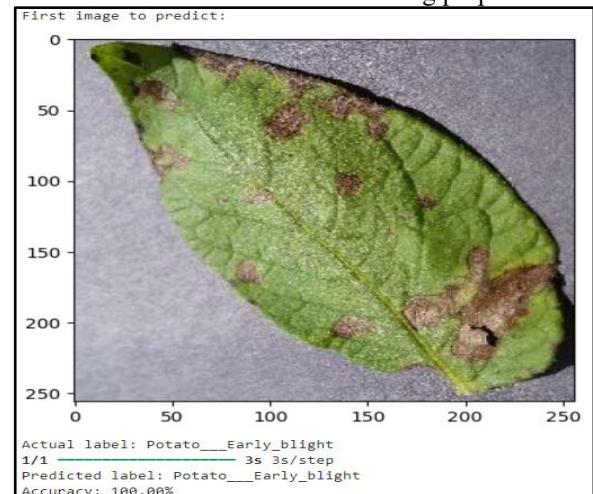 First image to predict:
0
50
100
150
200
250
0 50 100 150 200 250
Actual label: Potato___Early_blight
1/1 ━━━━━━━━━━━━━━━━━━━━ 3s 3s/step
Predicted label: Potato___Early_blight
Accuracy: 100.00%